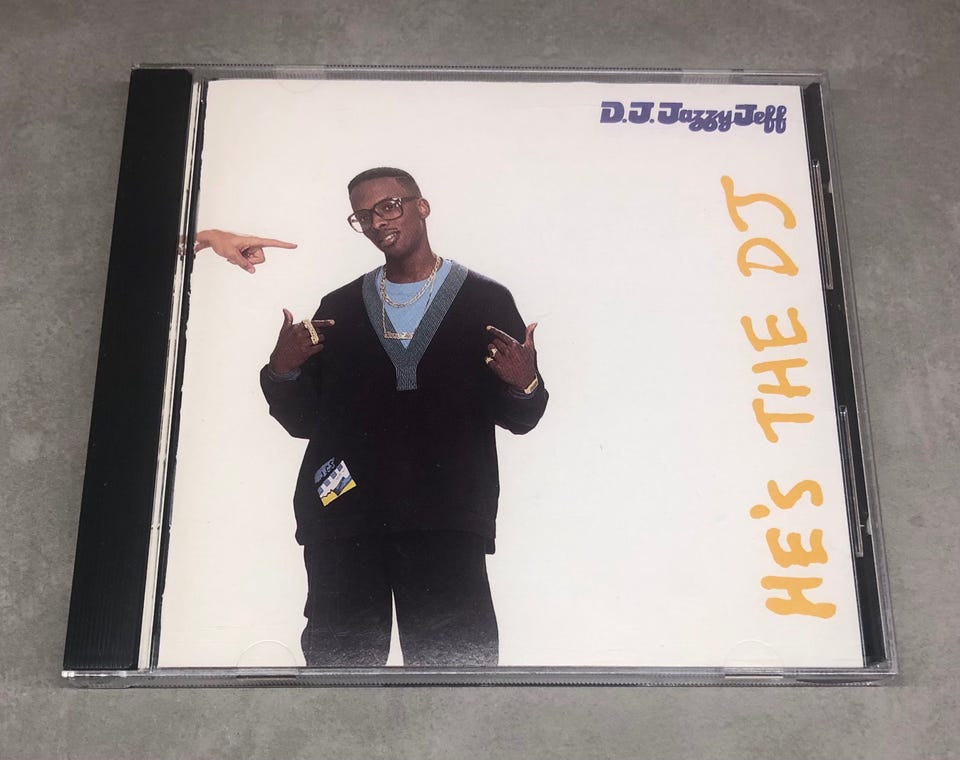 D.J. Jazzy Jeff
HE'S THE DJ